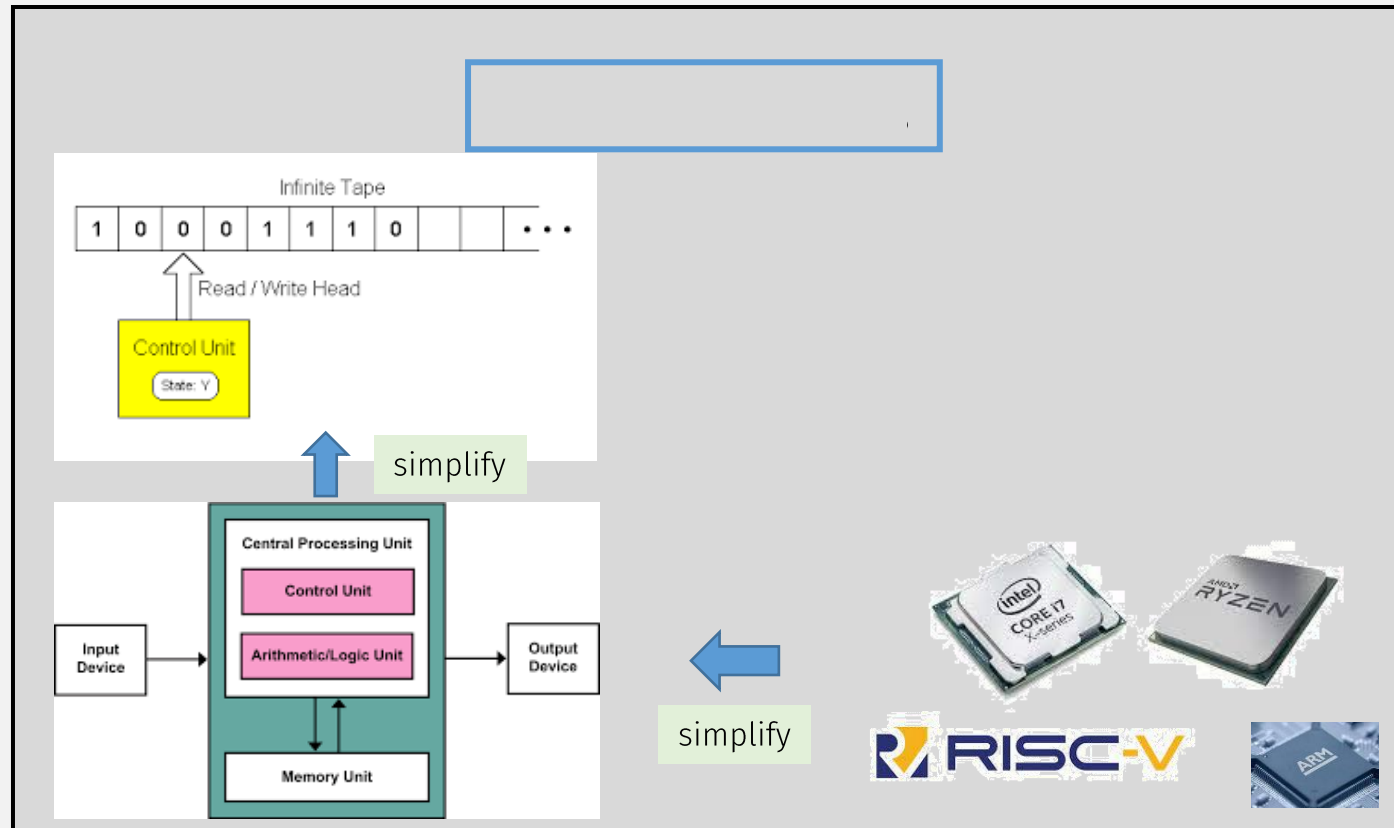 Infinite Tape
1 0 0 0 1 1 1 0 • • •
Read / Write Head
Control Unit
State: Y
simplify
Central Processing Unit
Control Unit
Arithmetic/Logic Unit
Input
Device
Output
Device
Memory Unit
simplify
intel
CORE i7
X-series
AMD
RYZEN
RISC-V
ARM